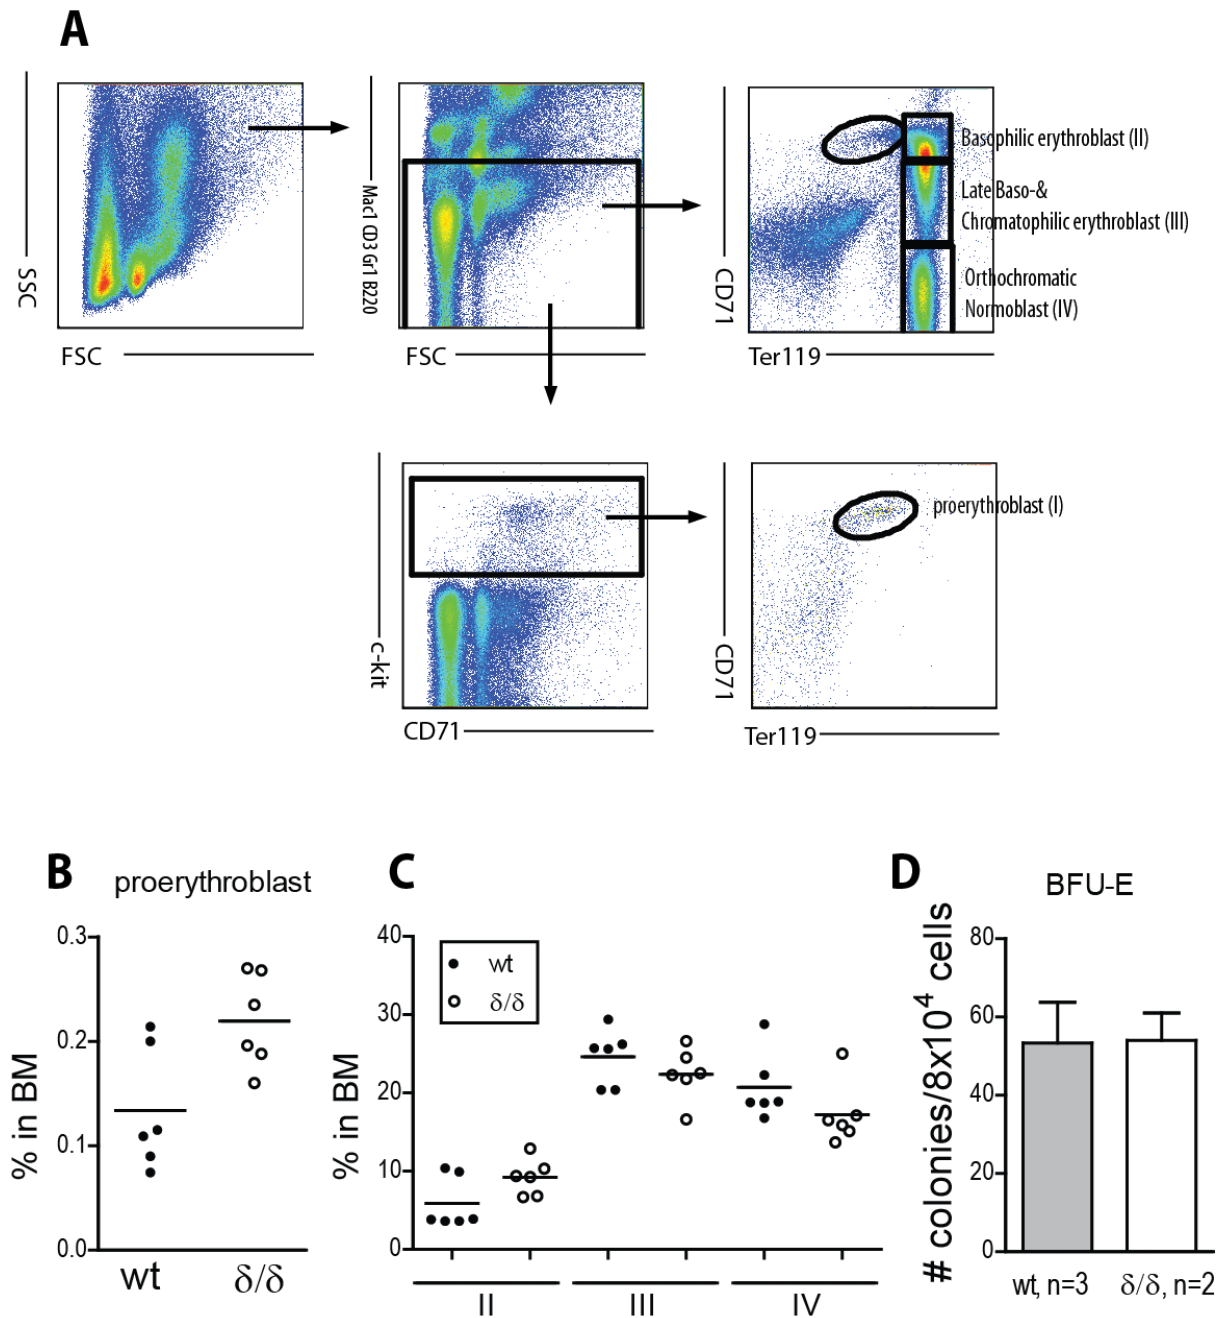 A
SSC
FSC
Mac1 CD3 Gr1 B220
FSC
CD71
Ter119
Basophilic erythroblast (II)
Late Baso-&
Chromatophilic erythroblast (III)
Orthochromatic
Normoblast (IV)
c-kit
CD71
CD71
Ter119
proerythroblast (I)
B
proerythroblast
% in BM
0.3
0.2
0.1
0.0
wt
δ/δ
C
% in BM
40
30
20
10
0
wt
δ/δ
II
III
IV
D
BFU-E
# colonies/8x10⁴ cells
80
60
40
20
0
wt, n=3
δ/δ, n=2